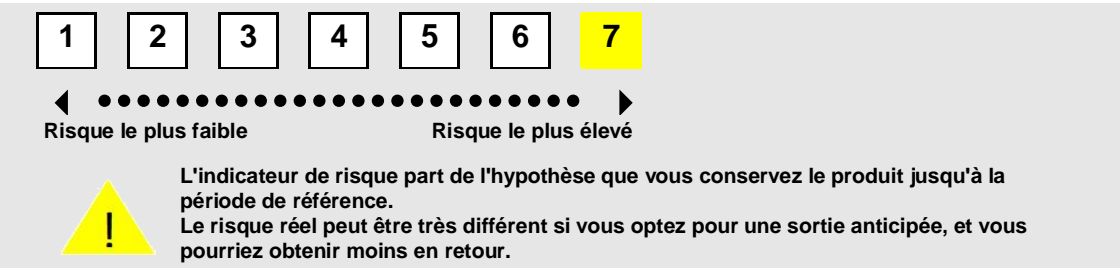 1 2 3 4 5 6 7
Risque le plus faible Risque le plus élevé
L'indicateur de risque part de l'hypothèse que vous conservez le produit jusqu'à la
période de référence.
!
Le risque réel peut être très différent si vous optez pour une sortie anticipée, et vous
pourriez obtenir moins en retour.